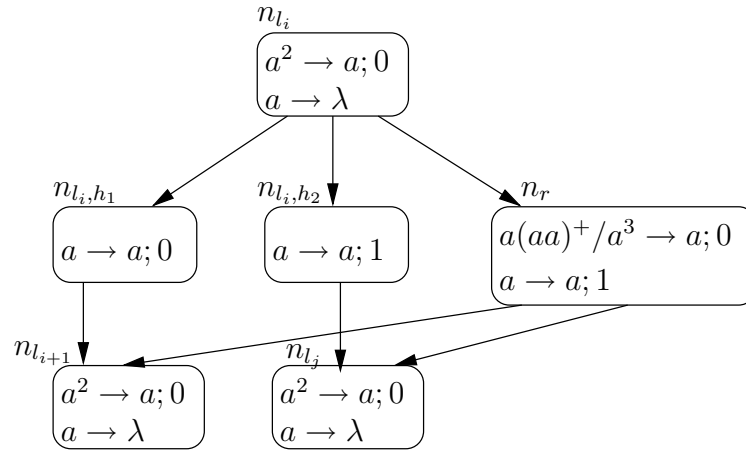 n_{l_i}
a^2 → a; 0
a → λ
n_{l_i,h_1}
a → a; 0
n_{l_i,h_2}
a → a; 1
n_r
a(aa)^+/a^3 → a; 0
a → a; 1
n_{l_{i+1}}
a^2 → a; 0
a → λ
n_{l_j}
a^2 → a; 0
a → λ